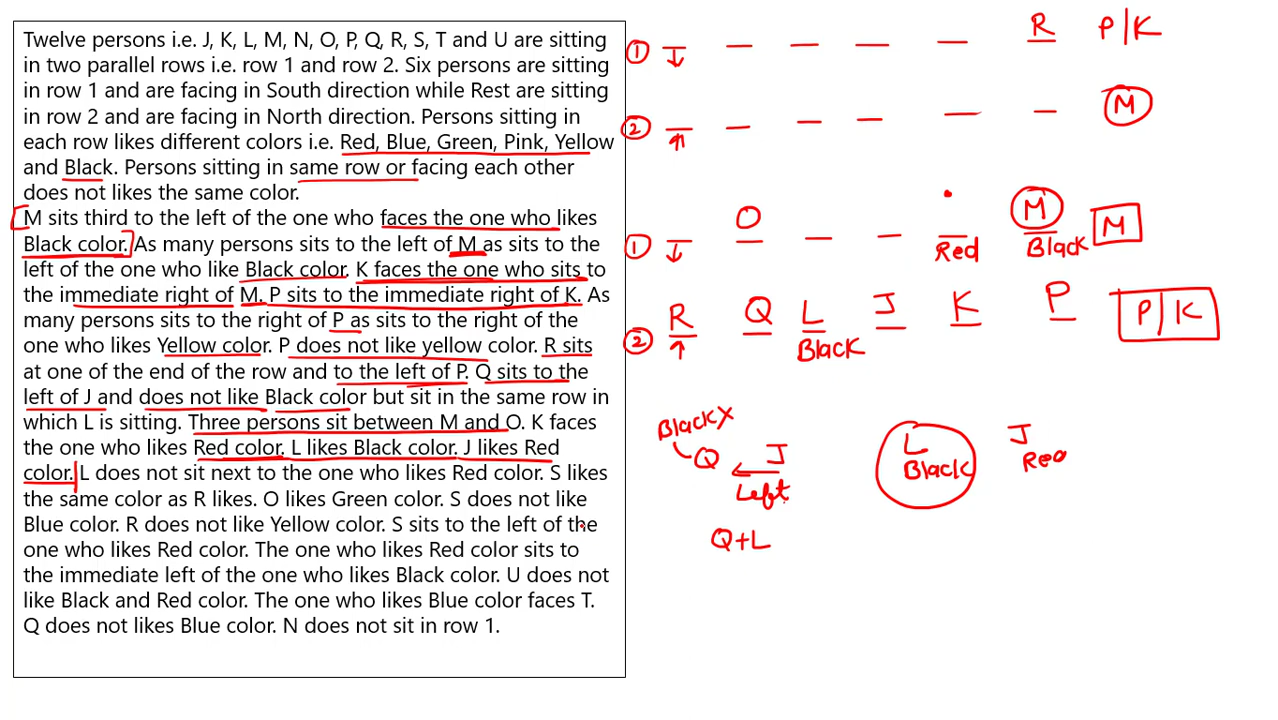 Twelve persons i.e. J, K, L, M, N, O, P, Q, R, S, T and U are sitting
in two parallel rows i.e. row 1 and row 2. Six persons are sitting
in row 1 and are facing in South direction while Rest are sitting
in row 2 and are facing in North direction. Persons sitting in
each row likes different colors i.e. Red, Blue, Green, Pink, Yellow
and Black. Persons sitting in same row or facing each other
does not likes the same color.
M sits third to the left of the one who faces the one who likes
Black color. As many persons sits to the left of M as sits to the
left of the one who like Black color. K faces the one who sits to
the immediate right of M. P sits to the immediate right of K. As
many persons sits to the right of P as sits to the right of the
one who likes Yellow color. P does not like yellow color. R sits
at one of the end of the row and to the left of P. Q sits to the
left of J and does not like Black color but sit in the same row in
which L is sitting. Three persons sit between M and O. K faces
the one who likes Red color. L likes Black color. J likes Red
color. L does not sit next to the one who likes Red color. S likes
the same color as R likes. O likes Green color. S does not like
Blue color. R does not like Yellow color. S sits to the left of the
one who likes Red color. The one who likes Red color sits to
the immediate left of the one who likes Black color. U does not
like Black and Red color. The one who likes Blue color faces T.
Q does not likes Blue color. N does not sit in row 1.
R P/K
1
2 M
O M M
1 Red Black
R Q L J K P P/K
2 Black
Black X
Q J
Left
Q+L
L
Black
J
Red